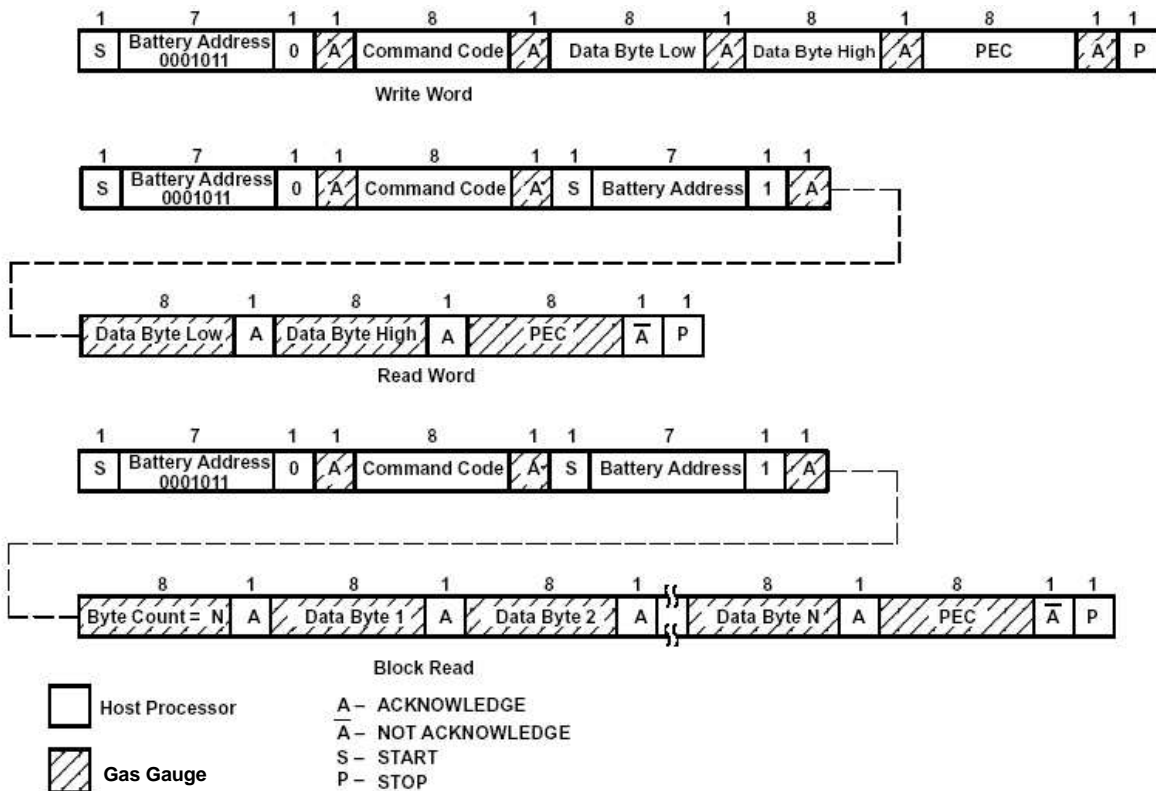 1 7 1 1 8 1 8 1 8 1 8 1 1
S Battery Address 0001011 0 A Command Code A Data Byte Low A Data Byte High A PEC A P
Write Word
1 7 1 1 8 1 1 7 1 1
S Battery Address 0001011 0 A Command Code A S Battery Address 1 A
8 1 8 1 8 1 1
Data Byte Low A Data Byte High A PEC A̅ P
Read Word
1 7 1 1 8 1 1 7 1 1
S Battery Address 0001011 0 A Command Code A S Battery Address 1 A
8 1 8 1 8 1 8 1 8 1 1
Byte Count = N A Data Byte 1 A Data Byte 2 A Data Byte N A PEC A̅ P
Block Read
Host Processor
Gas Gauge
A – ACKNOWLEDGE
A̅ – NOT ACKNOWLEDGE
S – START
P – STOP